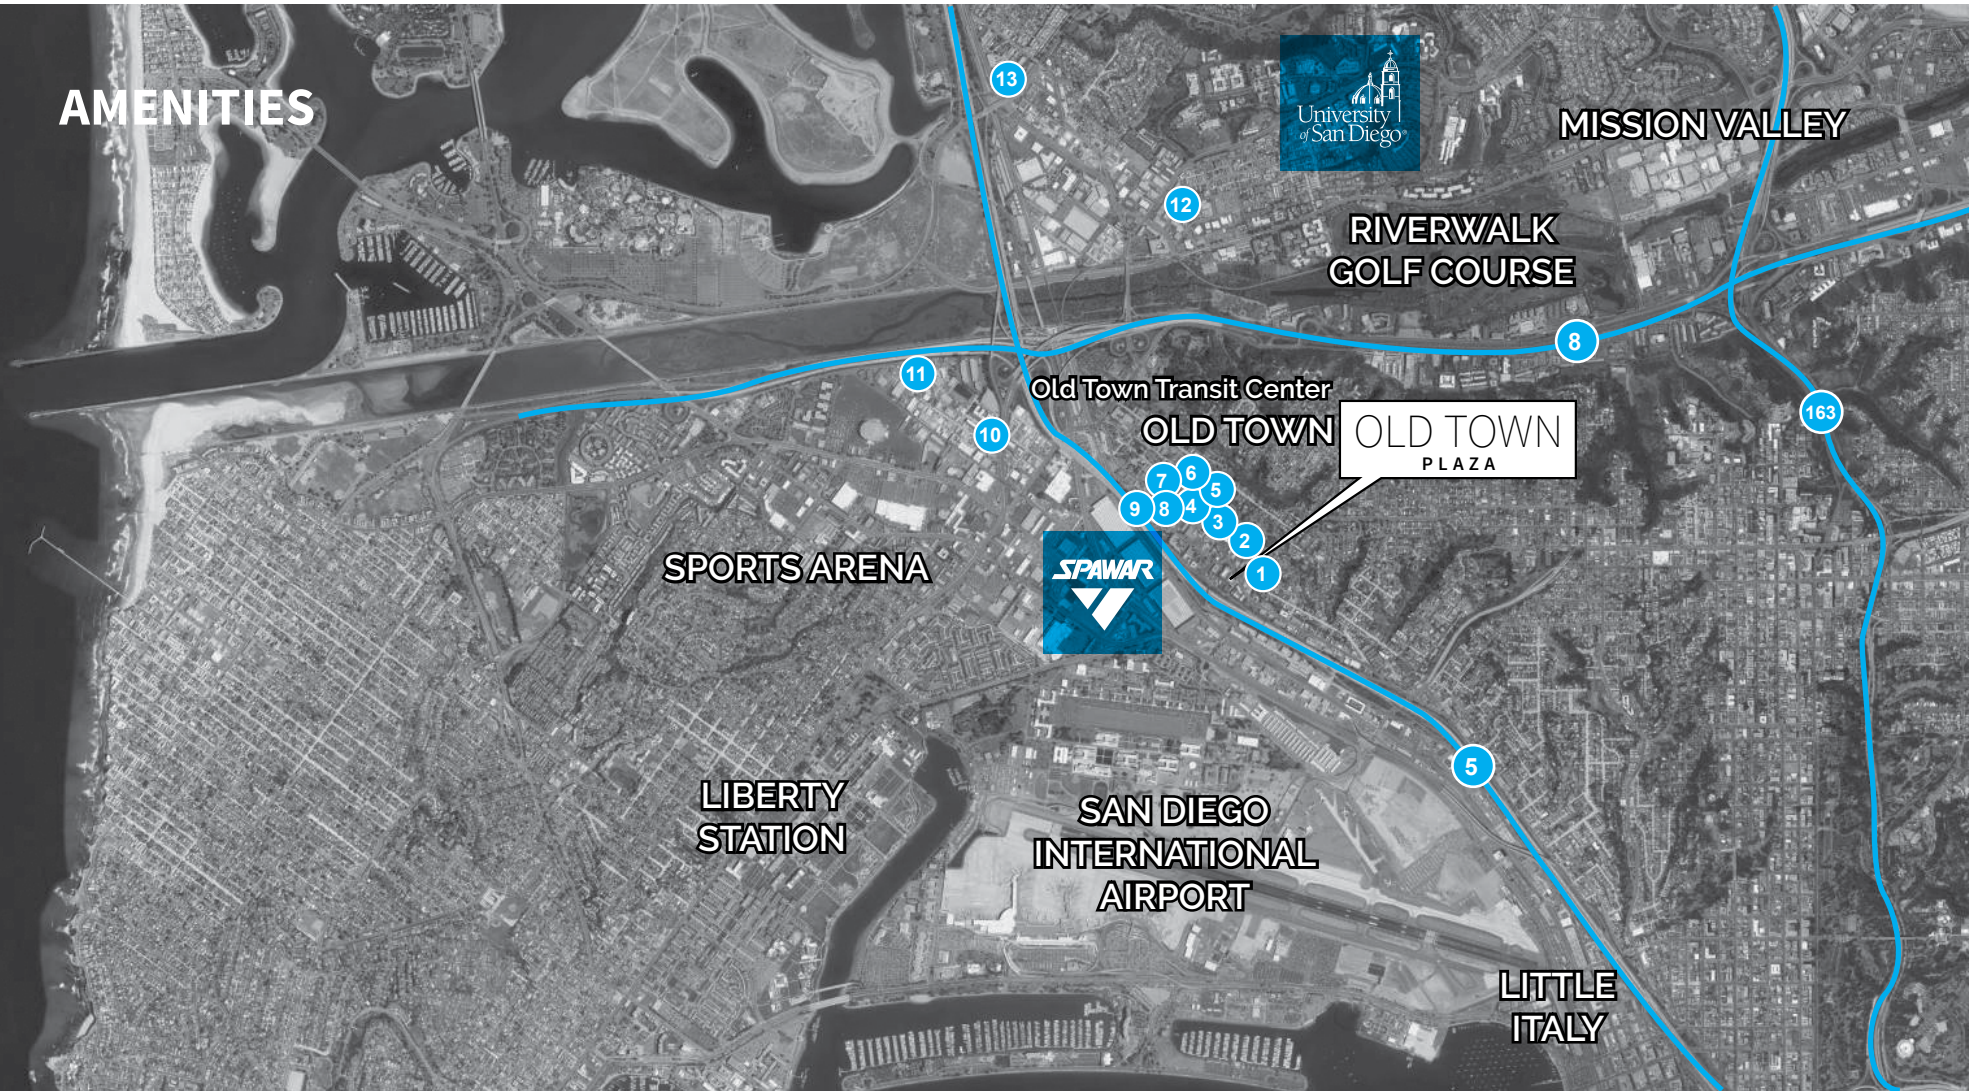 AMENITIES
13
University
of San Diego®
MISSION VALLEY
12
RIVERWALK
GOLF COURSE
8
11
Old Town Transit Center
OLD TOWN
OLD TOWN
PLAZA
163
10
7
6
5
9
8
4
3
2
1
SPAWAR
SPORTS ARENA
5
LIBERTY
STATION
SAN DIEGO
INTERNATIONAL
AIRPORT
LITTLE
ITALY